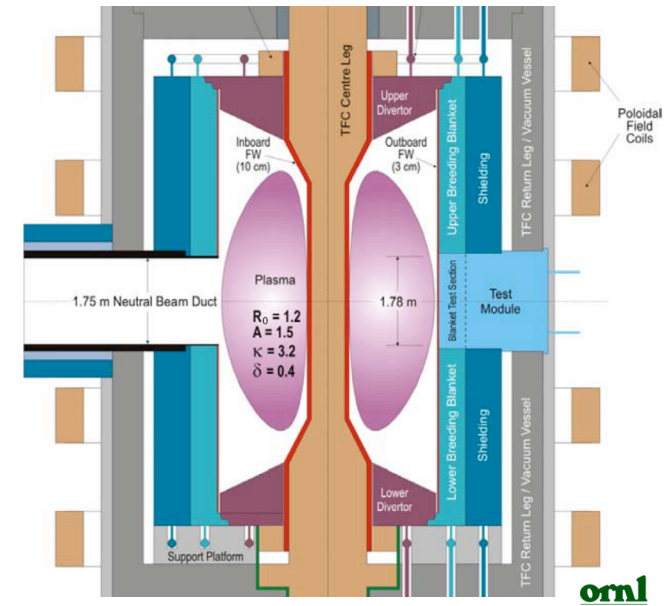 TFC Centre Leg
Upper
Divertor
Inboard
FW
(10 cm)
Outboard
FW
(3 cm)
Upper Breeding Blanket
Shielding
TFC Return Leg / Vacuum Vessel
Poloidal
Field
Coils
1.75 m Neutral Beam Duct
Plasma
R₀ = 1.2
A = 1.5
κ = 3.2
δ = 0.4
1.78 m
Blanket Test Section
Test
Module
Lower Breeding Blanket
Shielding
TFC Return Leg / Vacuum Vessel
Lower
Divertor
Support Platform
ornl